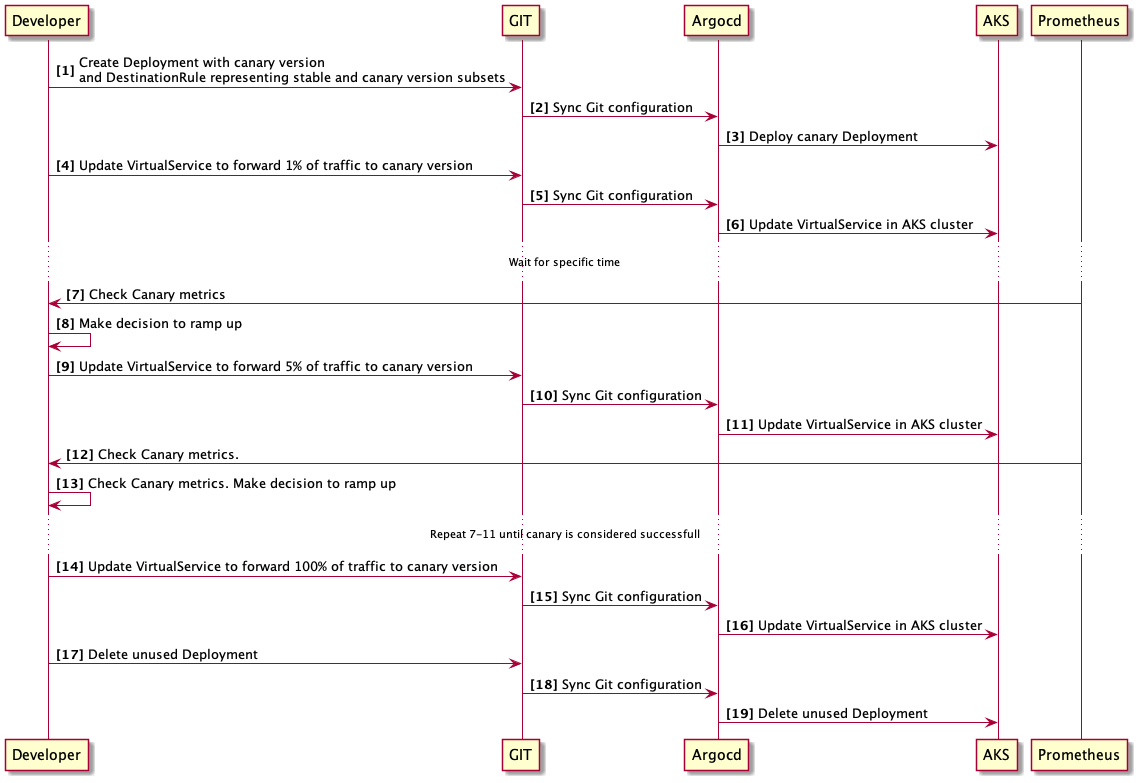 Developer
GIT
Argocd
AKS
Prometheus
[1] Create Deployment with canary version
and DestinationRule representing stable and canary version subsets
[2] Sync Git configuration
[3] Deploy canary Deployment
[4] Update VirtualService to forward 1% of traffic to canary version
[5] Sync Git configuration
[6] Update VirtualService in AKS cluster
Wait for specific time
[7] Check Canary metrics
[8] Make decision to ramp up
[9] Update VirtualService to forward 5% of traffic to canary version
[10] Sync Git configuration
[11] Update VirtualService in AKS cluster
[12] Check Canary metrics.
[13] Check Canary metrics. Make decision to ramp up
Repeat 7-11 until canary is considered successfull
[14] Update VirtualService to forward 100% of traffic to canary version
[15] Sync Git configuration
[16] Update VirtualService in AKS cluster
[17] Delete unused Deployment
[18] Sync Git configuration
[19] Delete unused Deployment
Developer
GIT
Argocd
AKS
Prometheus